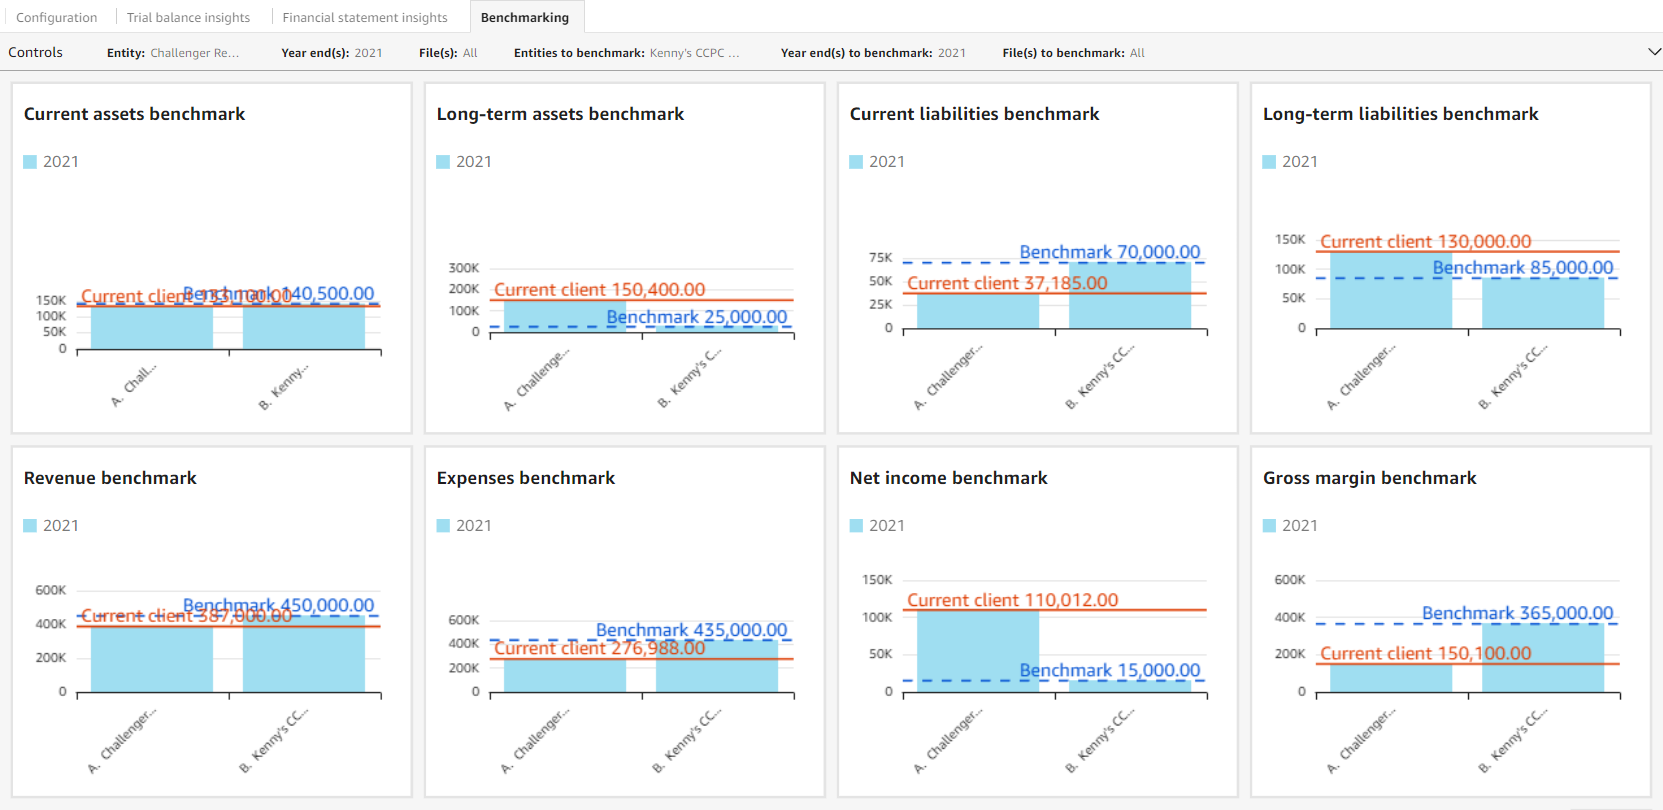 Configuration
Trial balance insights
Financial statement insights
Benchmarking
Controls
Entity: Challenger Re...
Year end(s): 2021
File(s): All
Entities to benchmark: Kenny's CCPC ...
Year end(s) to benchmark: 2021
File(s) to benchmark: All
Current assets benchmark
2021
150K
100K
50K
0
Current client
Benchmark 140,500.00
A. Chall...
B. Kenny...
Long-term assets benchmark
2021
300K
200K
100K
0
Current client 150,400.00
Benchmark 25,000.00
A. Challenge...
B. Kenny's C...
Current liabilities benchmark
2021
75K
50K
25K
0
Benchmark 70,000.00
Current client 37,185.00
A. Challenger...
B. Kenny's CC...
Long-term liabilities benchmark
2021
150K
100K
50K
0
Current client 130,000.00
Benchmark 85,000.00
A. Challenger...
B. Kenny's CC...
Revenue benchmark
2021
600K
400K
200K
0
Benchmark 450,000.00
Current client 387,000.00
A. Challenger...
B. Kenny's CC...
Expenses benchmark
2021
600K
400K
200K
0
Benchmark 435,000.00
Current client 276,988.00
A. Challenger...
B. Kenny's CC...
Net income benchmark
2021
150K
100K
50K
0
Current client 110,012.00
Benchmark 15,000.00
A. Challenger...
B. Kenny's CC...
Gross margin benchmark
2021
600K
400K
200K
0
Benchmark 365,000.00
Current client 150,100.00
A. Challenger...
B. Kenny's CC...